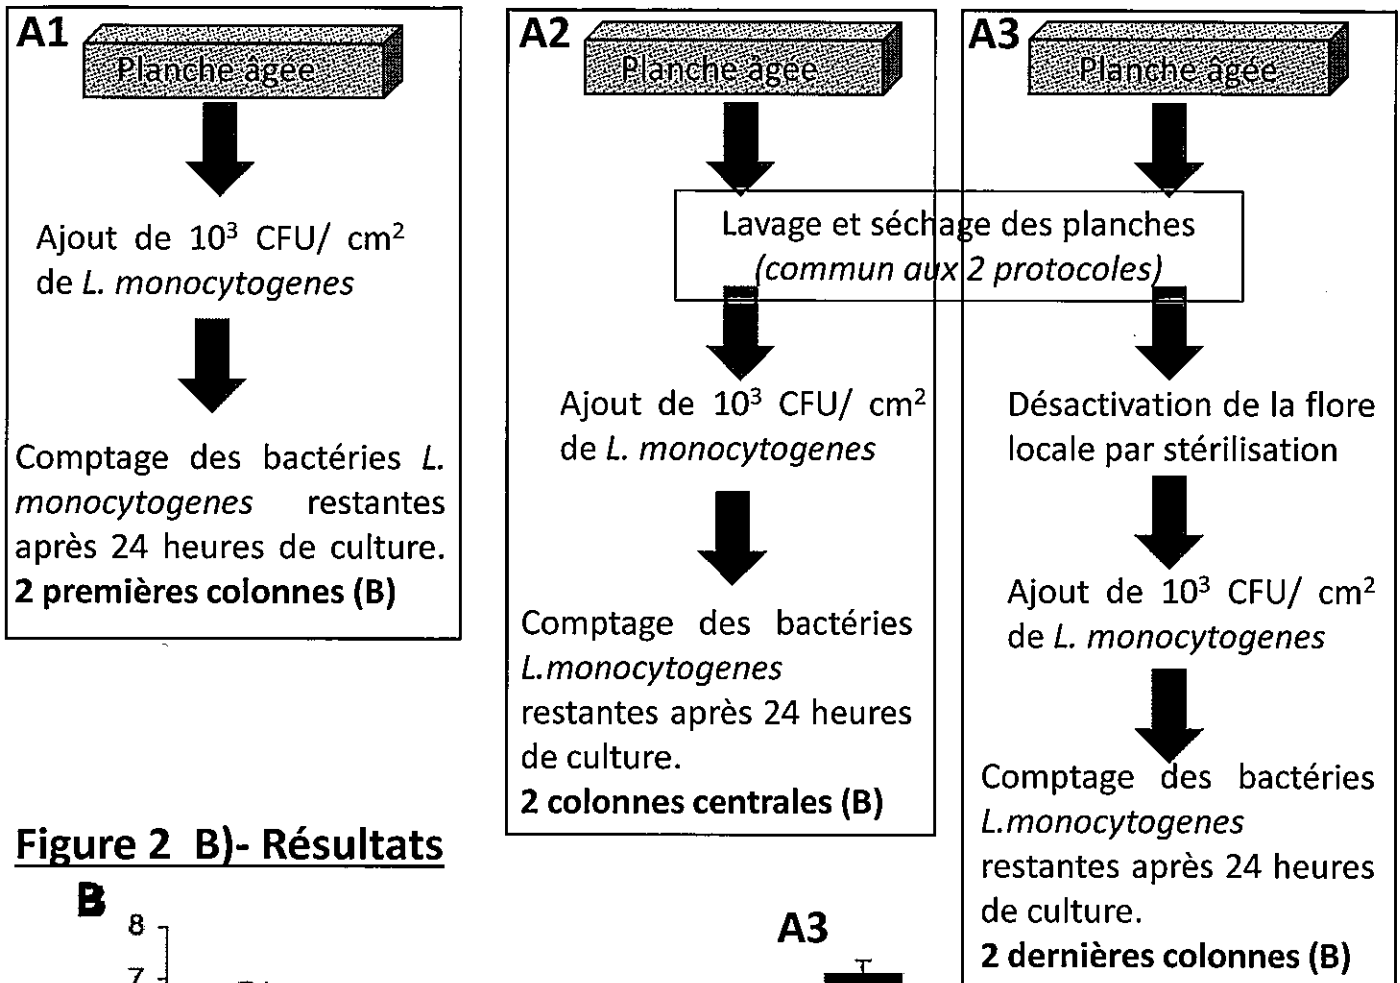 A1
Planche âgée
Ajout de 10³ CFU/ cm²
de L. monocytogenes
Comptage des bactéries L.
monocytogenes restantes
après 24 heures de culture.
2 premières colonnes (B)
A2
Planche âgée
A3
Planche âgée
Lavage et séchage des planches
(commun aux 2 protocoles)
Ajout de 10³ CFU/ cm²
de L. monocytogenes
Comptage des bactéries
L.monocytogenes
restantes après 24 heures
de culture.
2 colonnes centrales (B)
Désactivation de la flore
locale par stérilisation
Ajout de 10³ CFU/ cm²
de L. monocytogenes
Comptage des bactéries
L.monocytogenes
restantes après 24 heures
de culture.
2 dernières colonnes (B)
Figure 2 B)- Résultats
B
8
7
A3